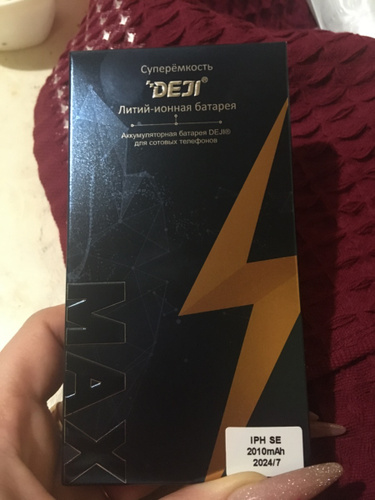 Суперёмкость
DEJI®
Литий-ионная батарея
Аккумуляторная батарея DEJI®
для сотовых телефонов
MAX
IPH SE
2010mAh
2024/7